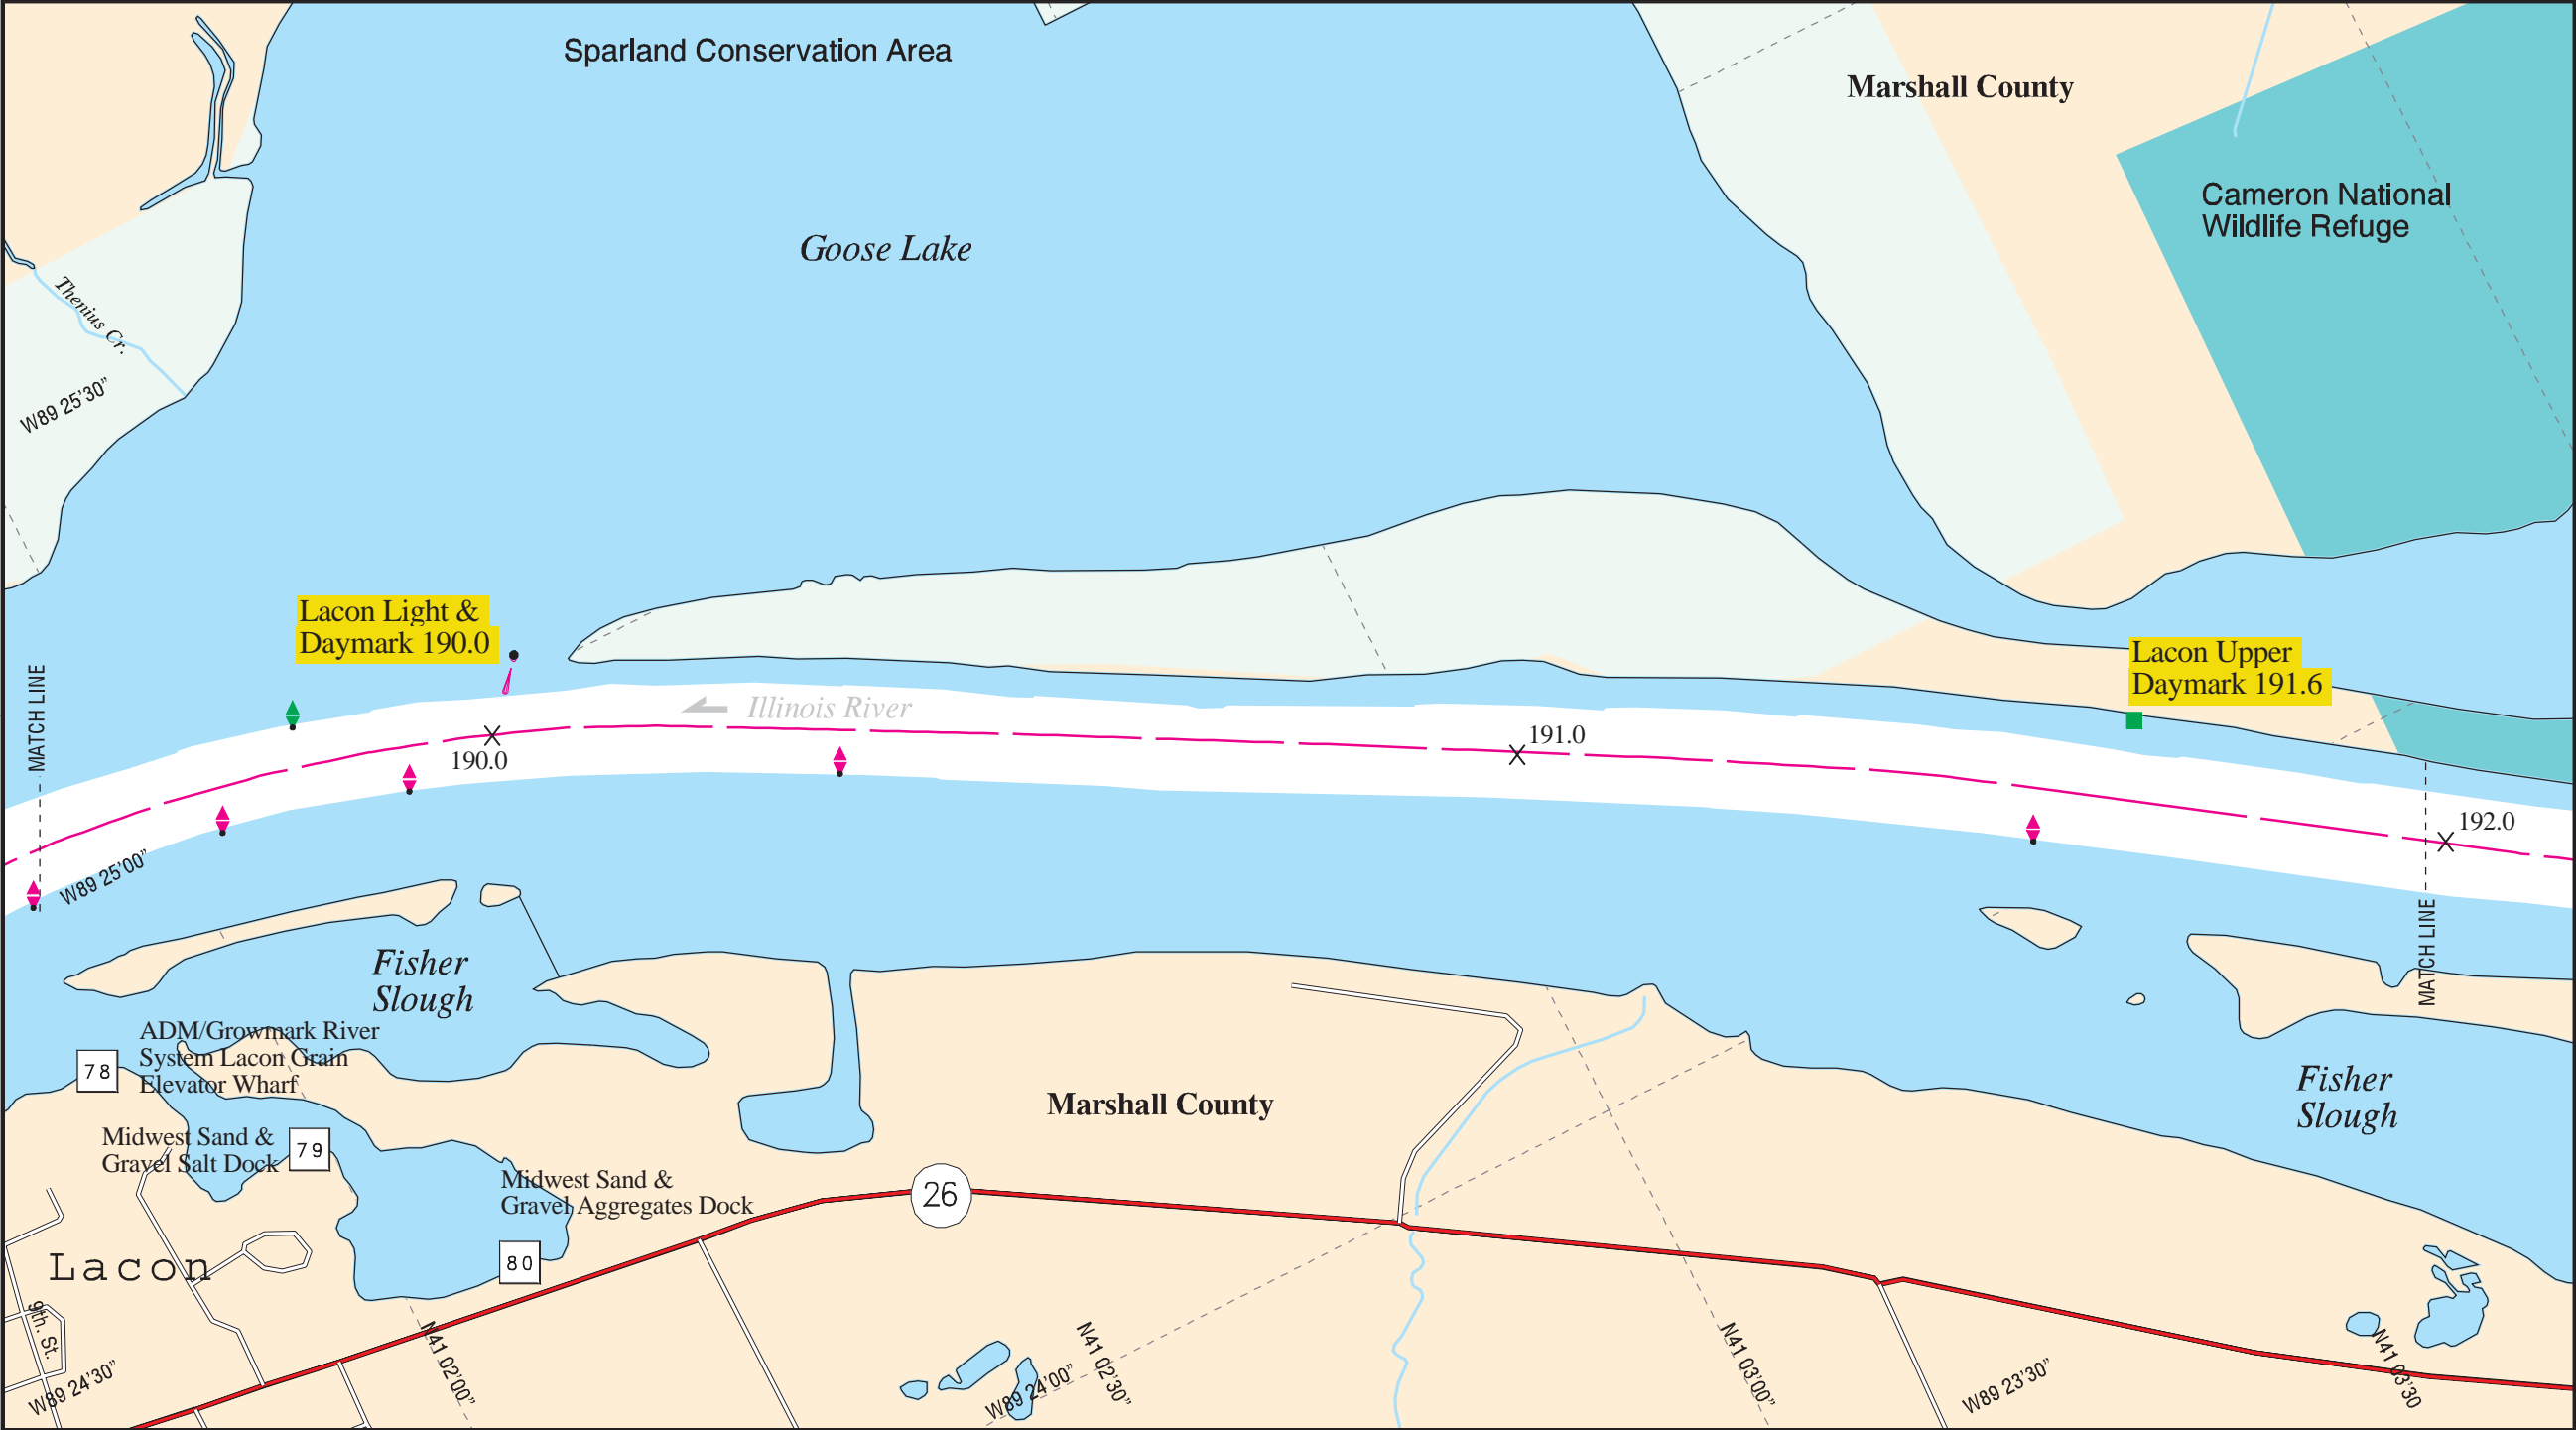 Sparland Conservation Area
Marshall County
Cameron National
Wildlife Refuge
Goose Lake
Thenius Cr.
W89 25'30"
Lacon Light &
Daymark 190.0
Lacon Upper
Daymark 191.6
MATCH LINE
Illinois River
190.0
191.0
192.0
W89 25'00"
MATCH LINE
Fisher
Slough
ADM/Growmark River
System Lacon Grain
Elevator Wharf
78
Midwest Sand &
Gravel Salt Dock
79
Midwest Sand &
Gravel Aggregates Dock
80
Marshall County
26
Fisher
Slough
Lacon
9th. St.
W89 24'30"
N41 02'00"
W89 24'00"
N41 02'30"
N41 03'00"
W89 23'30"
N41 03'30